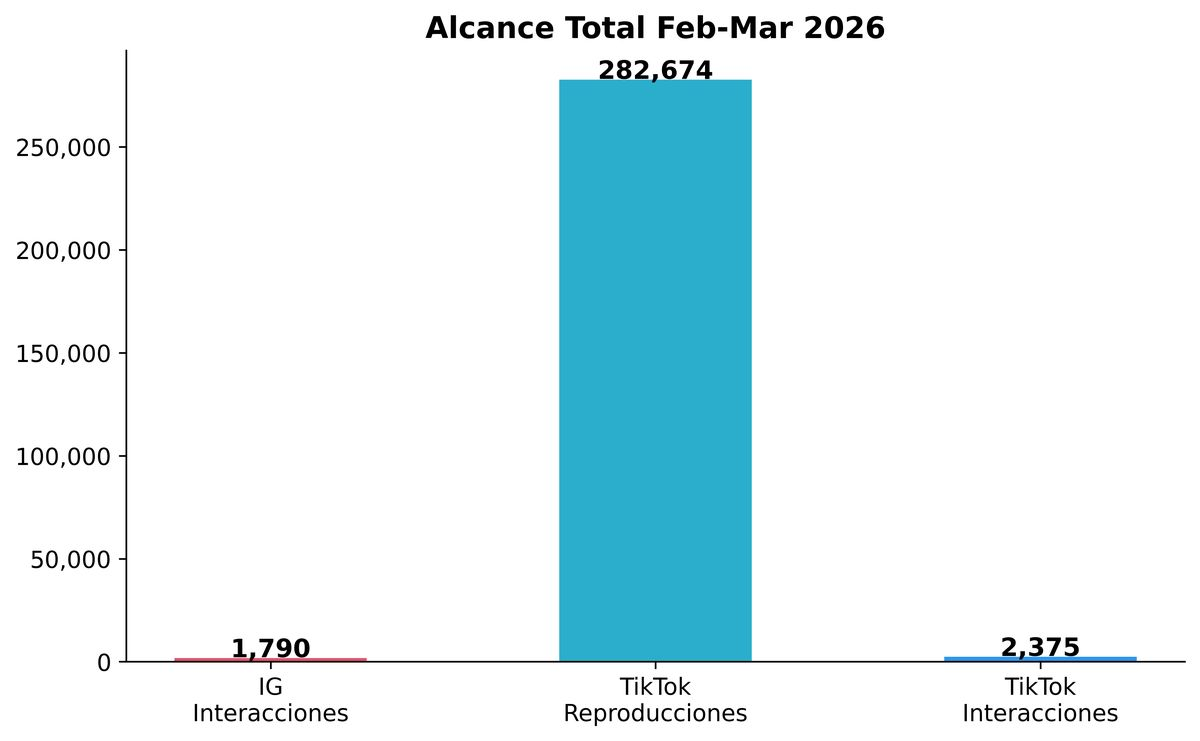 Alcance Total Feb-Mar 2026
282,674
250,000
200,000
150,000
100,000
50,000
0
1,790
2,375
IG
Interacciones
TikTok
Reproducciones
TikTok
Interacciones